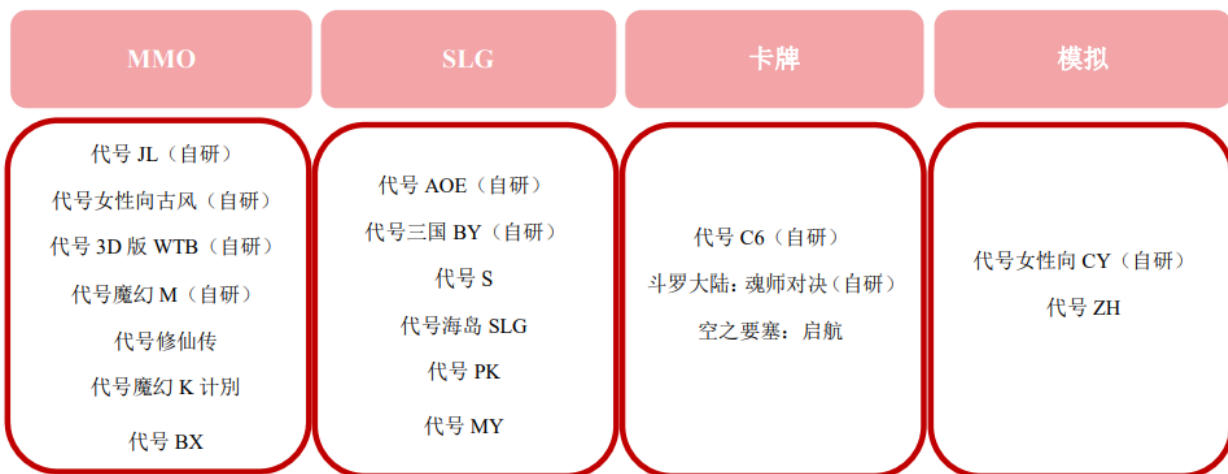 MMO
SLG
卡牌
模拟
代号 JL（自研）
代号女性向古风（自研）
代号 3D 版 WTB（自研）
代号魔幻 M（自研）
代号修仙传
代号魔幻 K 计别
代号 BX
代号 AOE（自研）
代号三国 BY（自研）
代号 S
代号海岛 SLG
代号 PK
代号 MY
代号 C6（自研）
斗罗大陆：魂师对决（自研）
空之要塞：启航
代号女性向 CY（自研）
代号 ZH